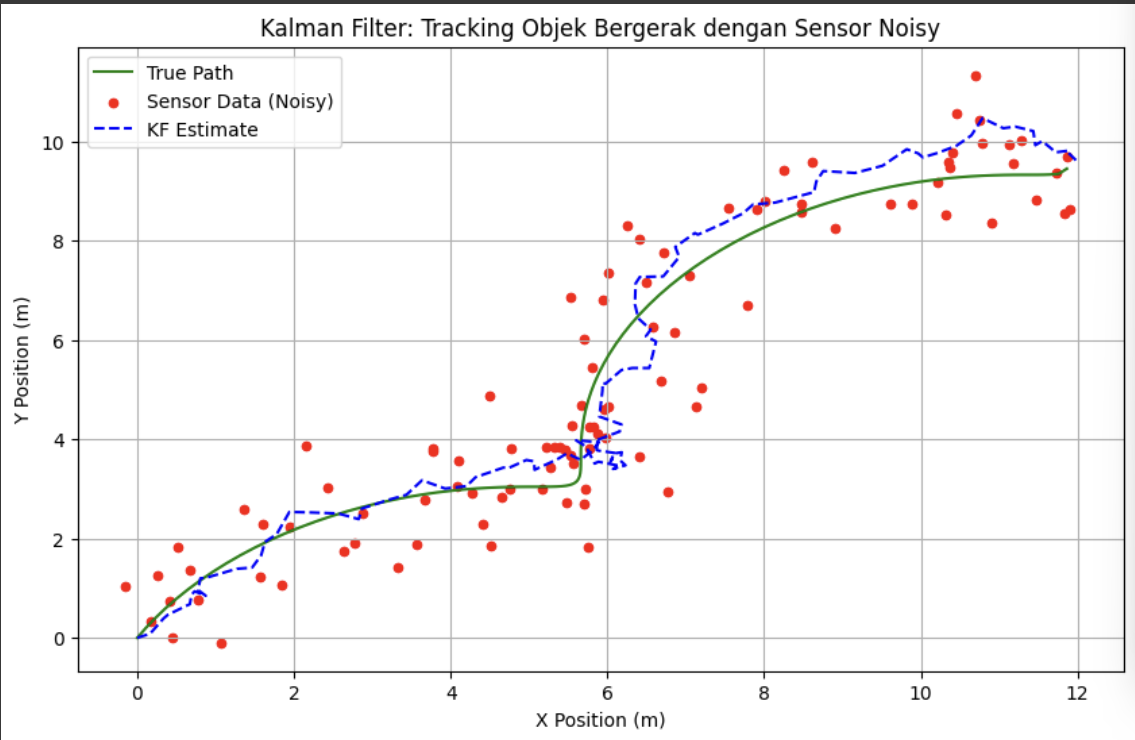 Kalman Filter: Tracking Objek Bergerak dengan Sensor Noisy
True Path
Sensor Data (Noisy)
KF Estimate
Y Position (m)
10
8
6
4
2
0
0 2 4 6 8 10 12
X Position (m)